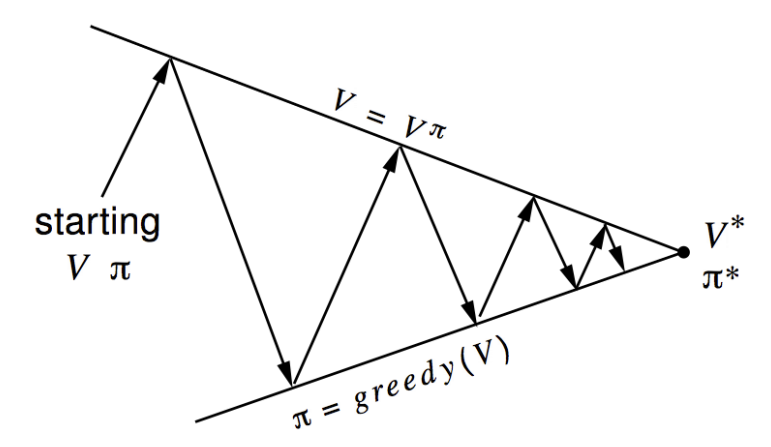 V = Vπ
starting
V π
V*
π*
π = greedy(V)